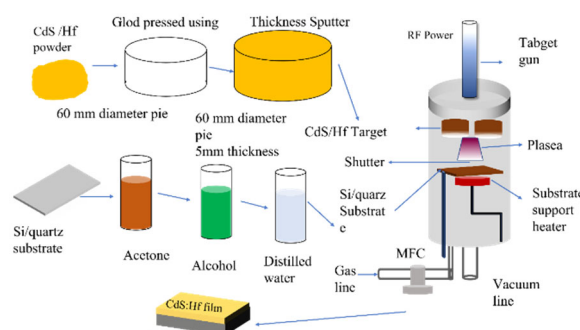 CdS /Hf
powder
Glod pressed using
Thickness Sputter
60 mm diameter pie
60 mm diameter
pie
5mm thickness
RF Power
Tabget
gun
CdS/Hf Target
Plasea
Shutter
Si/quarz
Substrat
e
Substrate
support
heater
Si/quartz
substrate
Acetone
Alcohol
Distilled
water
MFC
Gas
line
Vacuum
line
CdS:Hf film